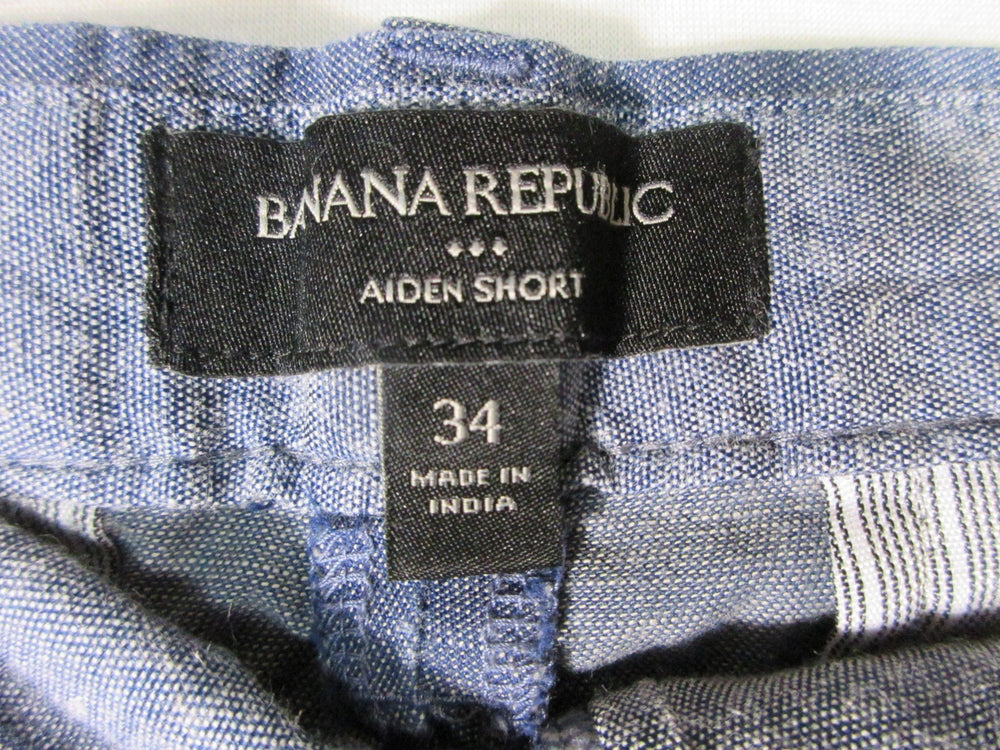 BANANA REPUBLIC
AIDEN SHORT
34
MADE IN
INDIA